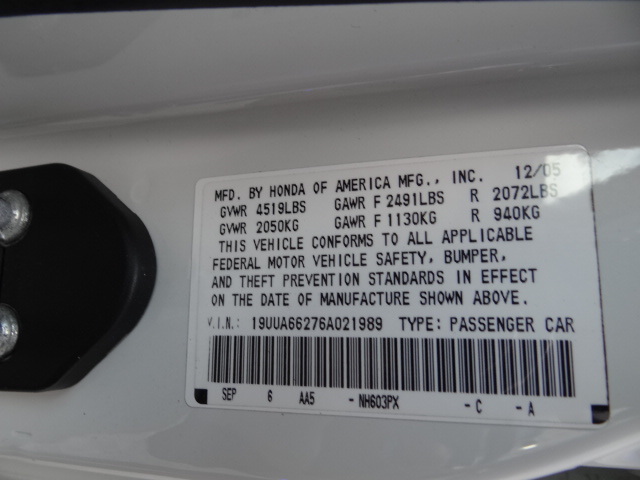 MFD. BY HONDA OF AMERICA MFG., INC. 12/05
GVWR 4519LBS GAWR F 2491LBS R 2072LBS
GVWR 2050KG GAWR F 1130KG R 940KG
THIS VEHICLE CONFORMS TO ALL APPLICABLE
FEDERAL MOTOR VEHICLE SAFETY, BUMPER,
AND THEFT PREVENTION STANDARDS IN EFFECT
ON THE DATE OF MANUFACTURE SHOWN ABOVE.
V.I.N.: 19UUA66276A021989 TYPE: PASSENGER CAR
SEP 6 AA5 -NH603PX -C -A